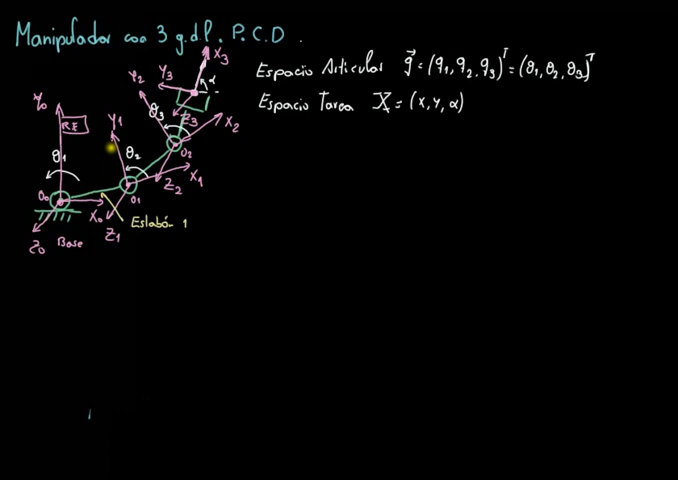 Manipulador con 3 g.d.l. P.C.D.
Espacio Articular q⃗ = (q1, q2, q3)ᵀ = (θ1, θ2, θ3)ᵀ
Espacio Tarea X = (x, y, α)
X3
Y2 Y3 α
θ3 Z3 X2
Y0 RE Y1
θ1 θ2 O2
Z2 X1
O0 X0 O1
Z1 Eslabón 1
Z0 Base